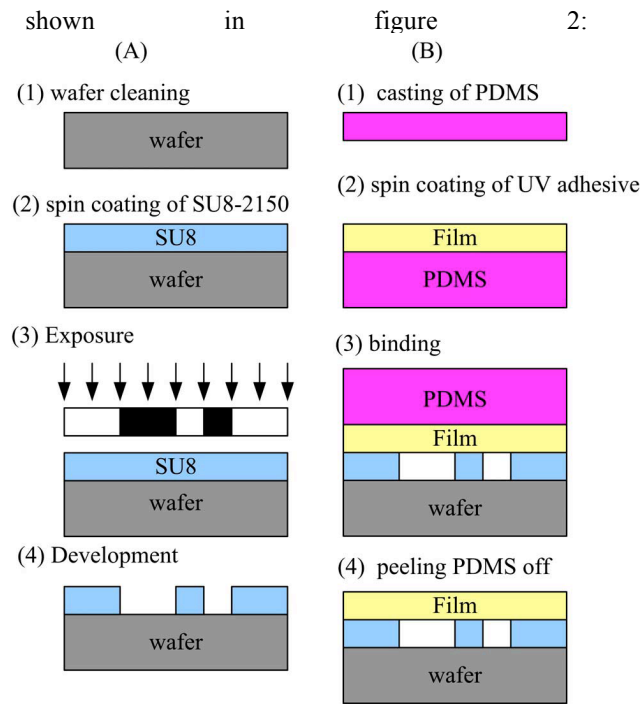 shown in figure 2:
(A)
(1) wafer cleaning
wafer
(2) spin coating of SU8-2150
SU8
wafer
(3) Exposure
SU8
wafer
(4) Development
wafer
(B)
(1) casting of PDMS
(2) spin coating of UV adhesive
Film
PDMS
(3) binding
PDMS
Film
wafer
(4) peeling PDMS off
Film
wafer